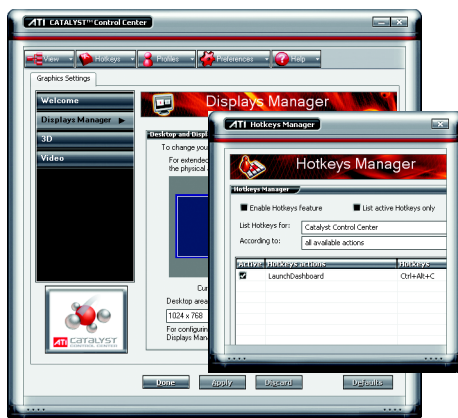 ATI CATALYST™ Control Center
View
Hotkeys
Profiles
Preferences
Help
Graphics Settings
Welcome
Displays Manager
3D
Video
ATI CATALYST
CONTROL CENTER
Displays Manager
Desktop and Displ
To change you
For extended
the physical
Cur
Desktop area
1024 x 768
For configurin
Displays Man
Done
Apply
Discard
Defaults
ATI Hotkeys Manager
Hotkeys Manager
Hotkeys Manager
Enable Hotkeys feature
List active Hotkeys only
List Hotkeys for:
Catalyst Control Center
According to:
all available actions
Active
Hotkeys actions
Hotkeys
LaunchDashboard
Ctrl+Alt+C